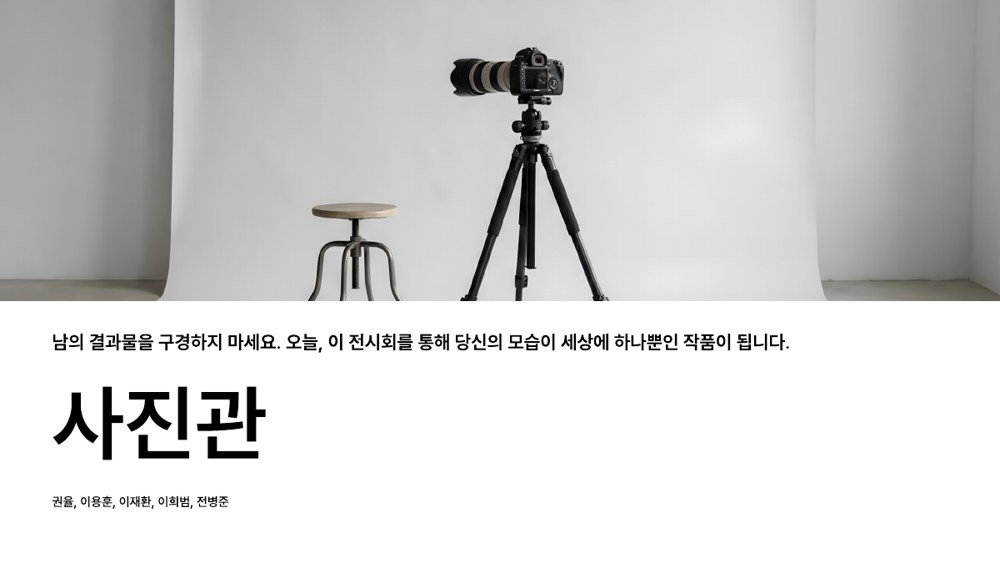 남의 결과물을 구경하지 마세요. 오늘, 이 전시회를 통해 당신의 모습이 세상에 하나뿐인 작품이 됩니다.
사진관
권율, 이용훈, 이재환, 이희범, 전병준